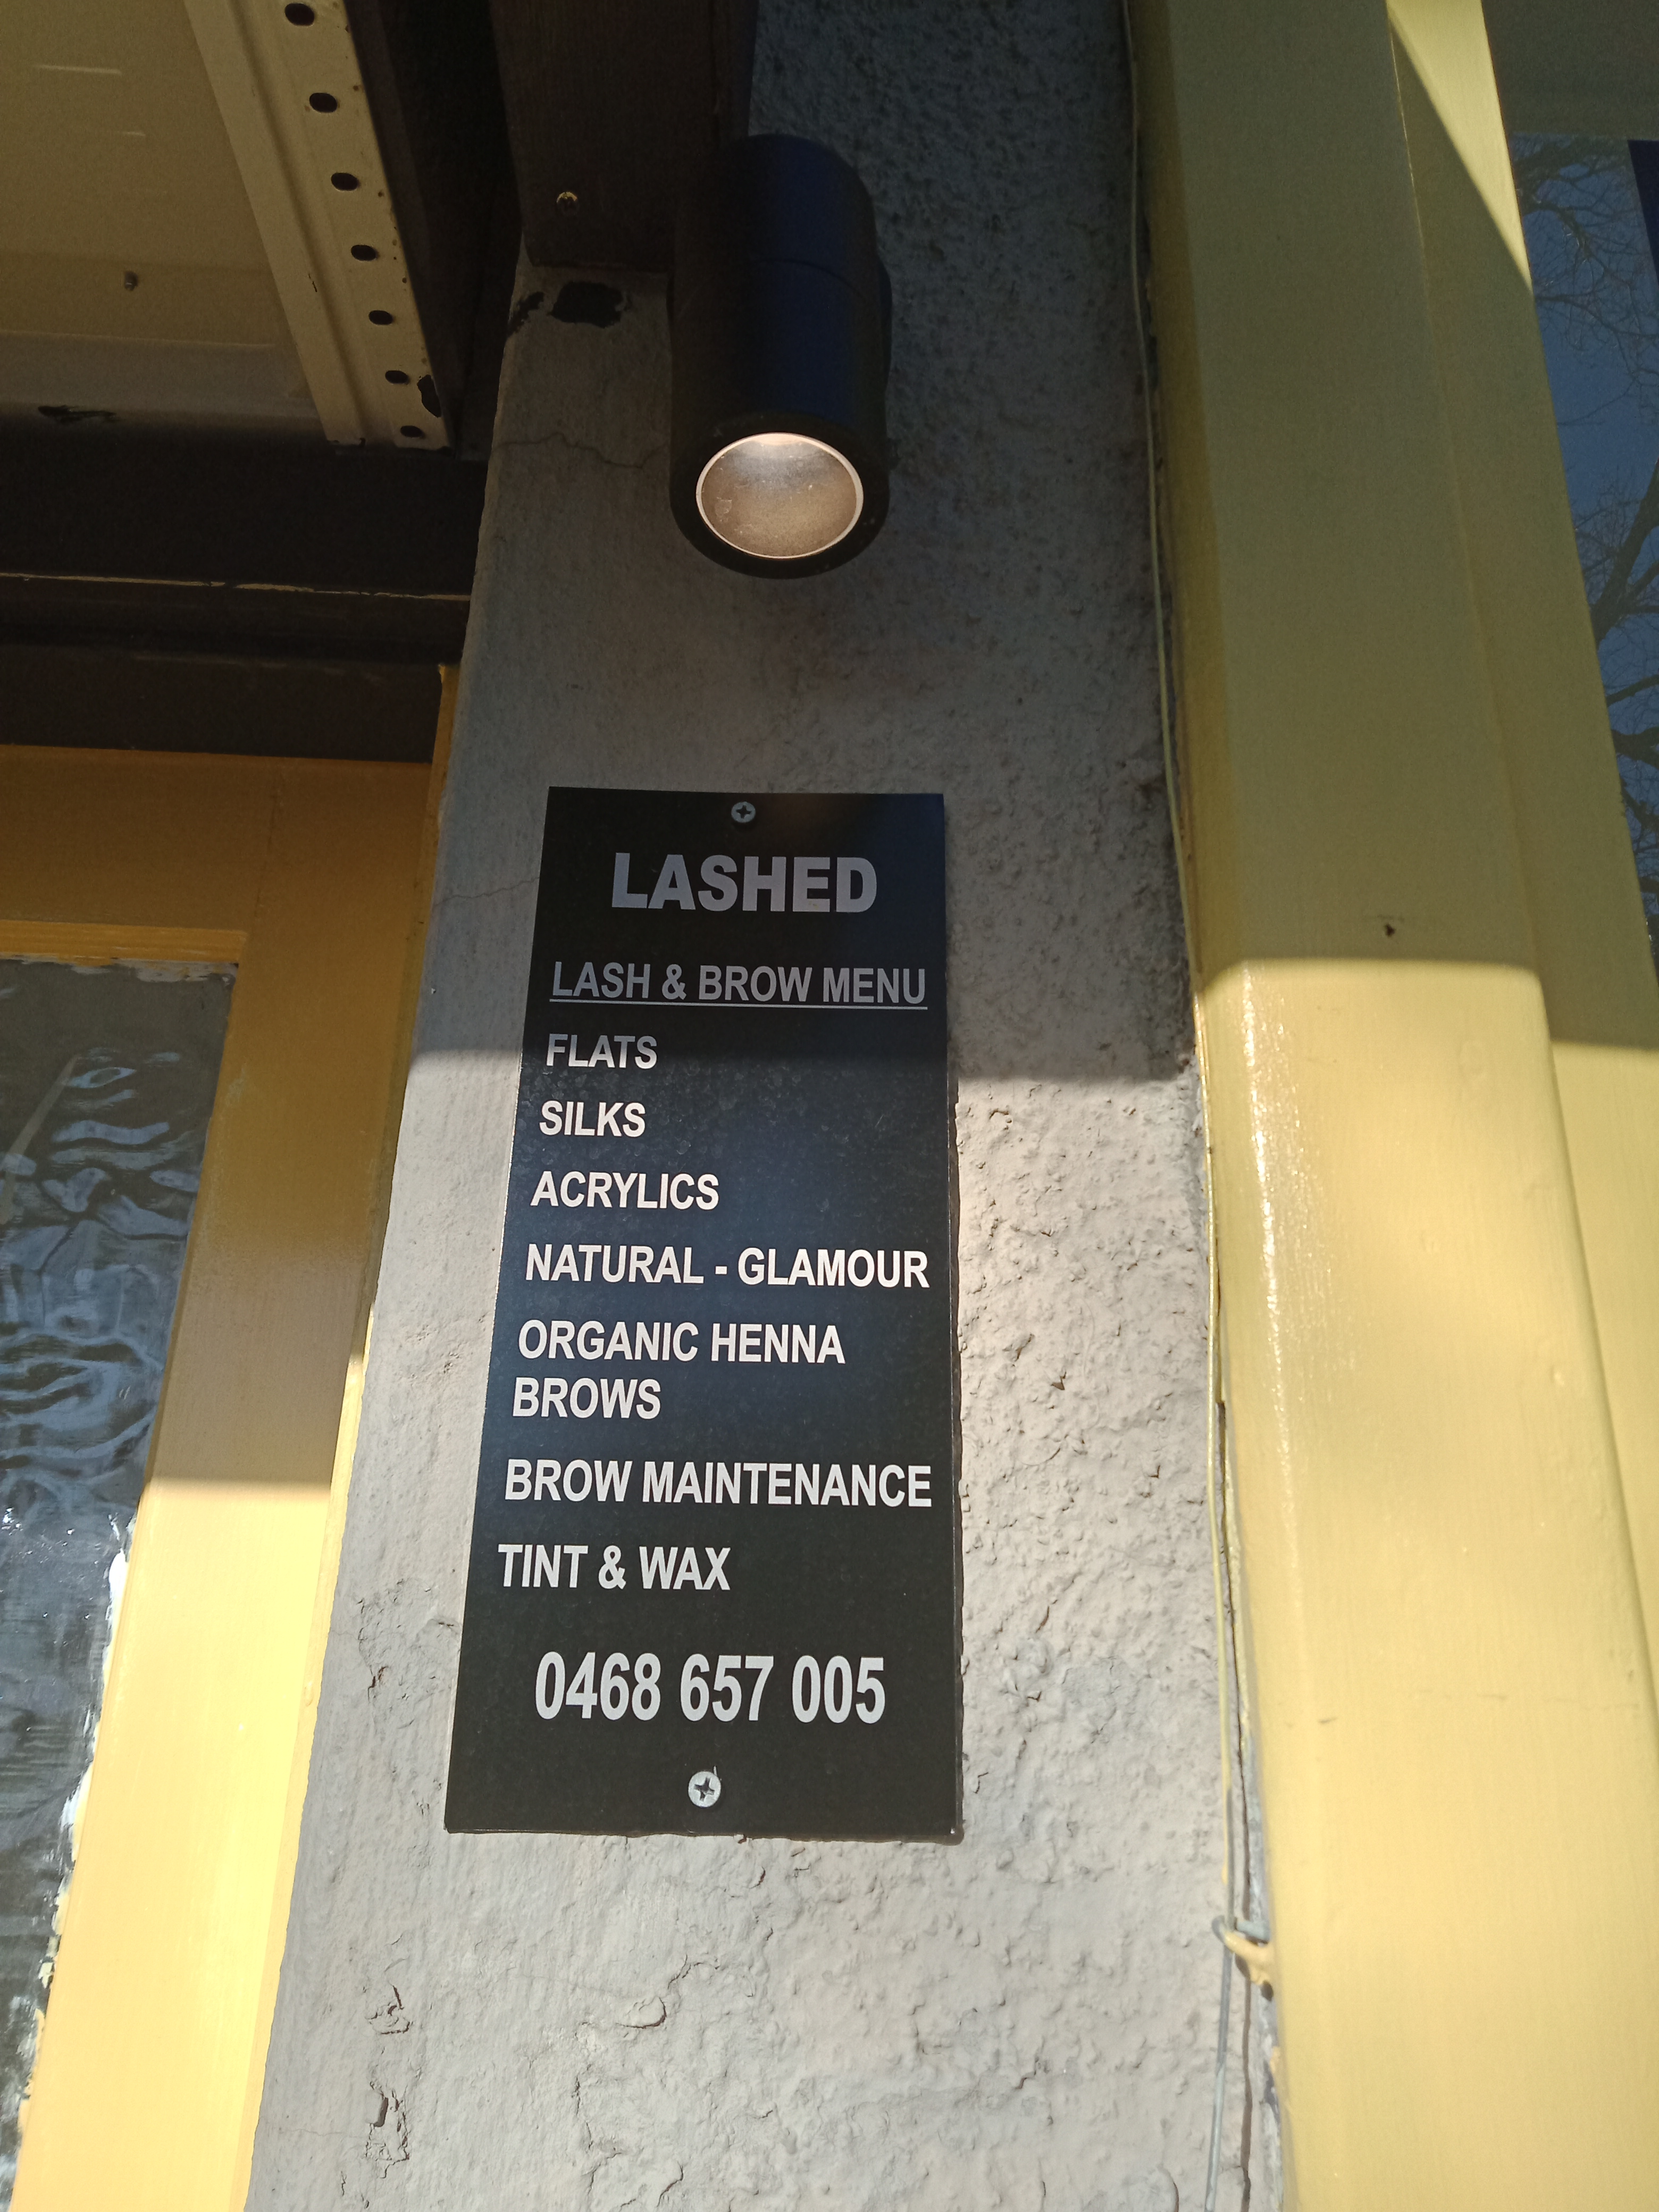 LASHED
LASH & BROW MENU
FLATS
SILKS
ACRYLICS
NATURAL - GLAMOUR
ORGANIC HENNA
BROWS
BROW MAINTENANCE
TINT & WAX
0468 657 005